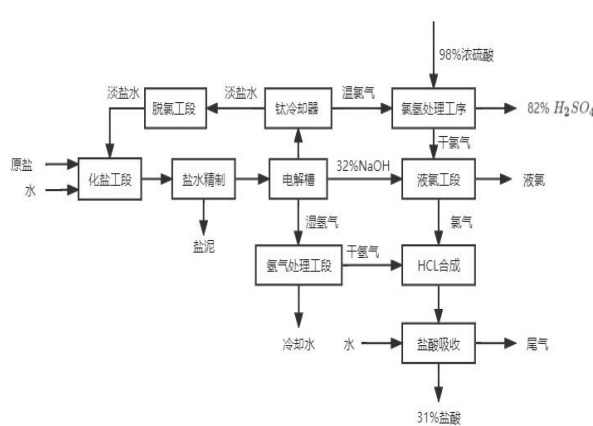 98%浓硫酸
淡盐水
脱氯工段
淡盐水
钛冷却器
温氯气
氯氢处理工序
82% H₂SO₄
干氯气
原盐
水
化盐工段
盐水精制
电解槽
32%NaOH
液氯工段
液氯
盐泥
湿氢气
氯气
氢气处理工段
干氢气
HCL合成
冷却水
水
盐酸吸收
尾气
31%盐酸